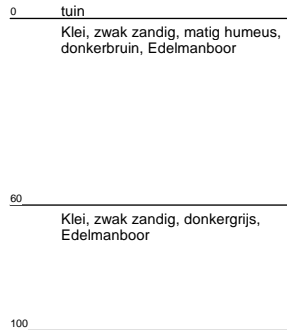 0 tuin
Klei, zwak zandig, matig humeus,
donkerbruin, Edelmanboor
60
Klei, zwak zandig, donkergrijs,
Edelmanboor
100